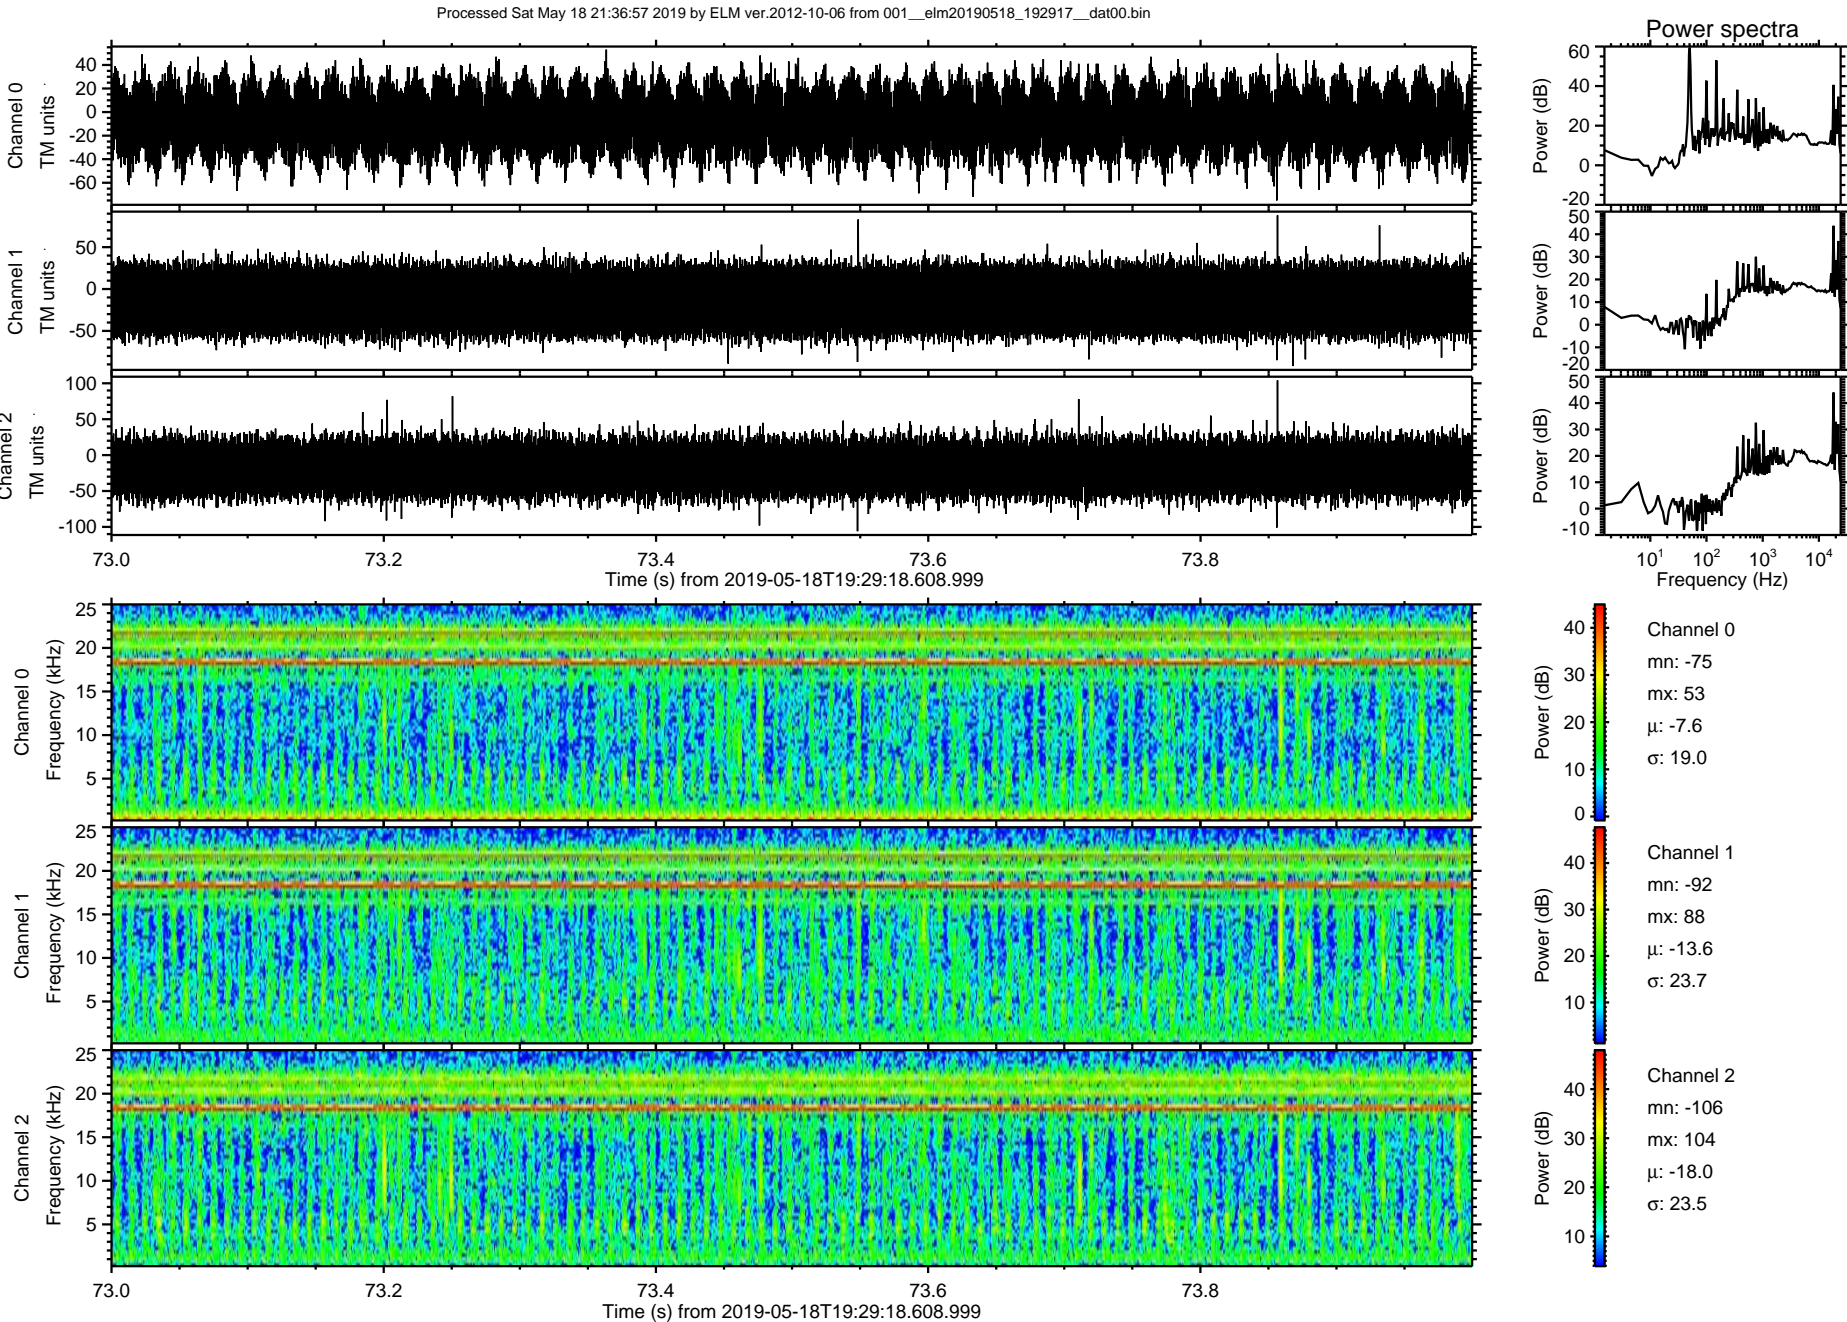 Processed Sat May 18 21:36:57 2019 by ELM ver.2012-10-06 from 001__elm20190518_192917__dat00.bin
Power spectra
Channel 0
TM units
40
20
0
-20
-40
-60
Power (dB)
60
40
20
0
-20
Channel 1
TM units
50
0
-50
Power (dB)
50
40
30
20
10
0
-10
-20
Channel 2
TM units
100
50
0
-50
-100
Power (dB)
50
40
30
20
10
0
-10
73.0 73.2 73.4 73.6 73.8
Time (s) from 2019-05-18T19:29:18.608.999
10^1 10^2 10^3 10^4
Frequency (Hz)
Channel 0
Frequency (kHz)
25
20
15
10
5
Power (dB)
40
30
20
10
0
Channel 0
mn: -75
mx: 53
μ: -7.6
σ: 19.0
Channel 1
Frequency (kHz)
25
20
15
10
5
Power (dB)
40
30
20
10
Channel 1
mn: -92
mx: 88
μ: -13.6
σ: 23.7
Channel 2
Frequency (kHz)
25
20
15
10
5
Power (dB)
40
30
20
10
Channel 2
mn: -106
mx: 104
μ: -18.0
σ: 23.5
73.0 73.2 73.4 73.6 73.8
Time (s) from 2019-05-18T19:29:18.608.999